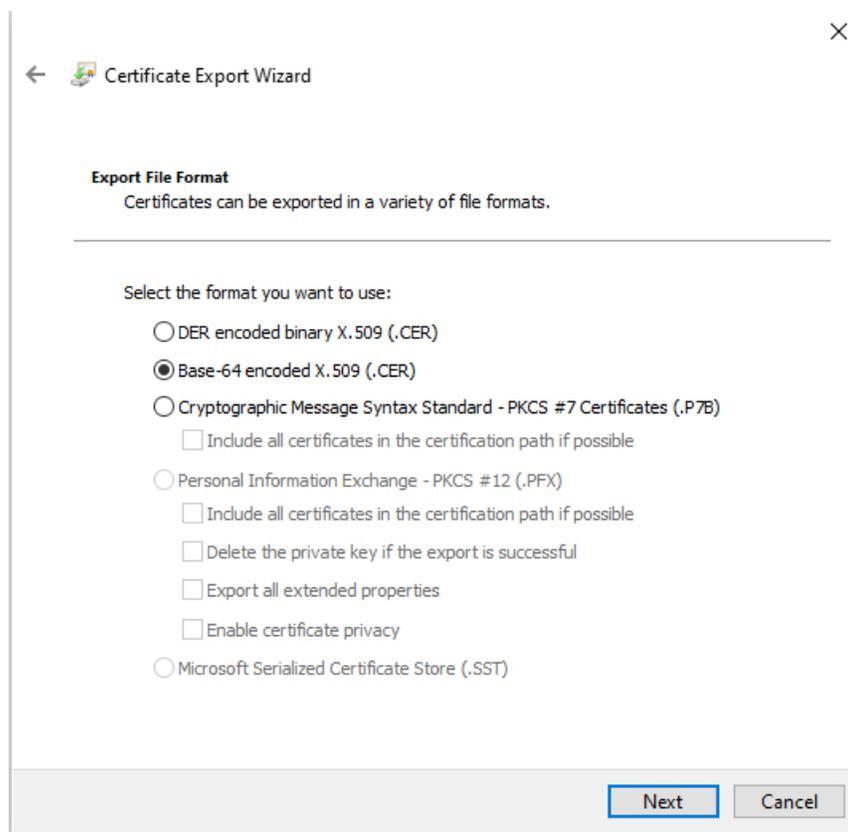 Certificate Export Wizard
Export File Format
Certificates can be exported in a variety of file formats.
Select the format you want to use:
DER encoded binary X.509 (.CER)
Base-64 encoded X.509 (.CER)
Cryptographic Message Syntax Standard - PKCS #7 Certificates (.P7B)
Include all certificates in the certification path if possible
Personal Information Exchange - PKCS #12 (.PFX)
Include all certificates in the certification path if possible
Delete the private key if the export is successful
Export all extended properties
Enable certificate privacy
Microsoft Serialized Certificate Store (.SST)
Next Cancel